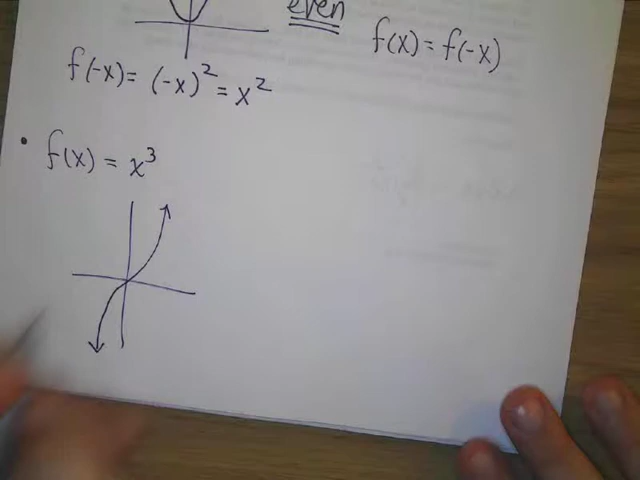 even
f(x) = f(-x)
f(-x) = (-x)² = x²
• f(x) = x³